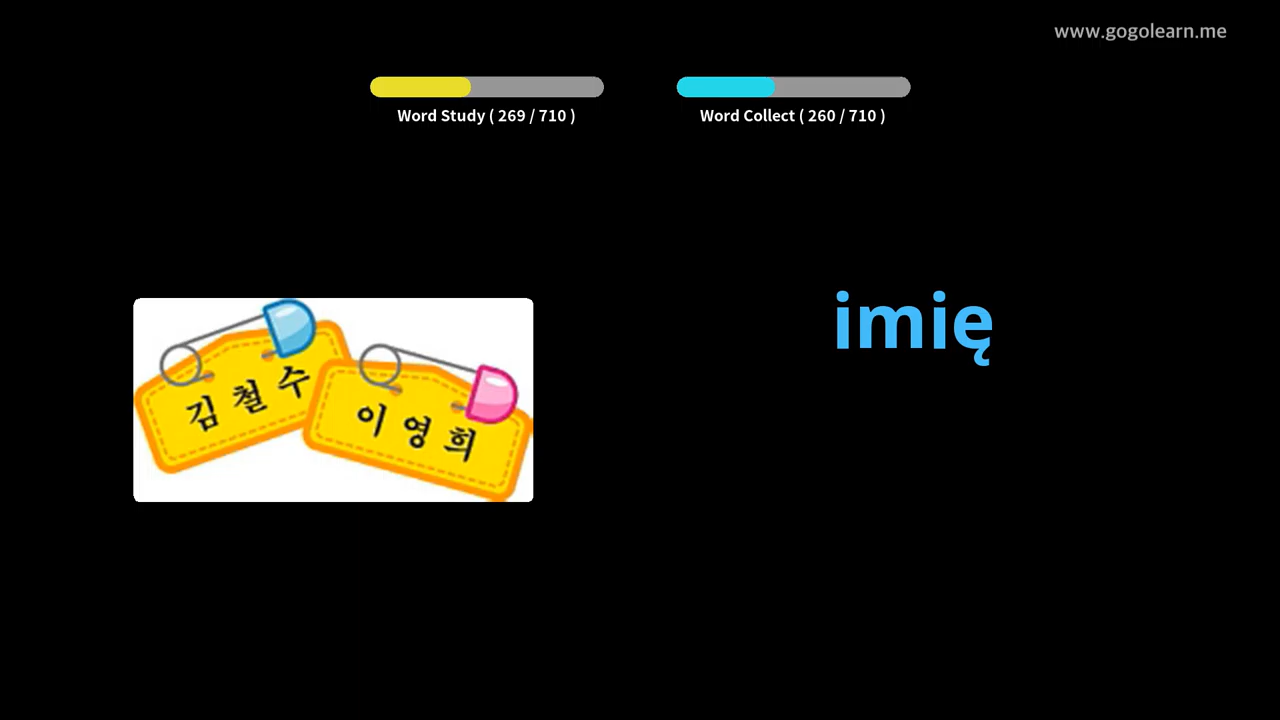 www.gogolearn.me
Word Study ( 269 / 710 )
Word Collect ( 260 / 710 )
김철수
이영희
imię